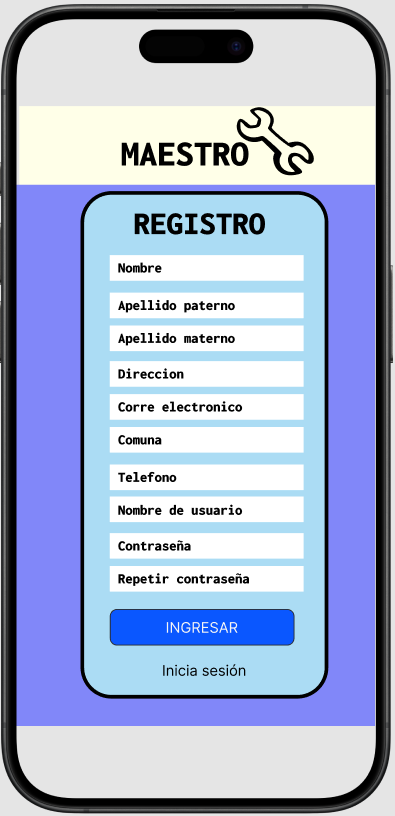 MAESTRO
REGISTRO
Nombre
Apellido paterno
Apellido materno
Direccion
Corre electronico
Comuna
Telefono
Nombre de usuario
Contraseña
Repetir contraseña
INGRESAR
Inicia sesión